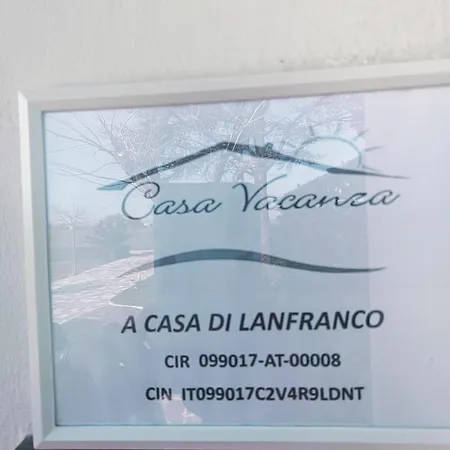 Casa Vacanza
A CASA DI LANFRANCO
CIR 099017-AT-00008
CIN IT099017C2V4R9LDNT